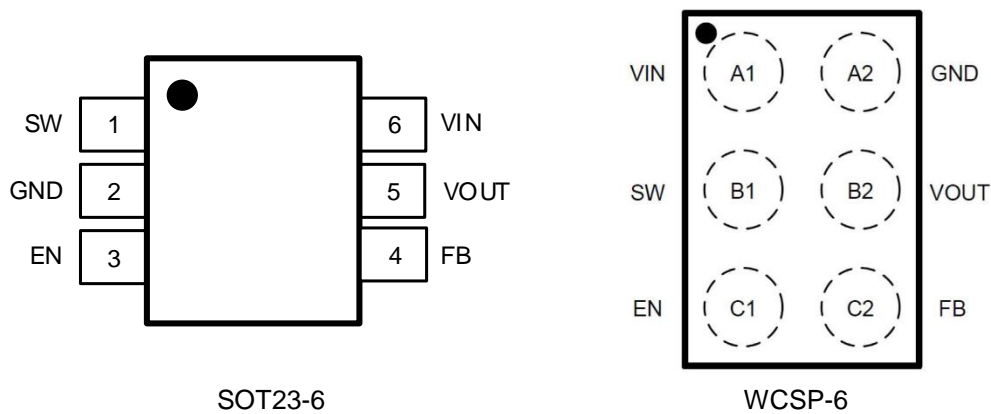 SW 1 6 VIN
GND 2 5 VOUT
EN 3 4 FB
SOT23-6
VIN A1 A2 GND
SW B1 B2 VOUT
EN C1 C2 FB
WCSP-6